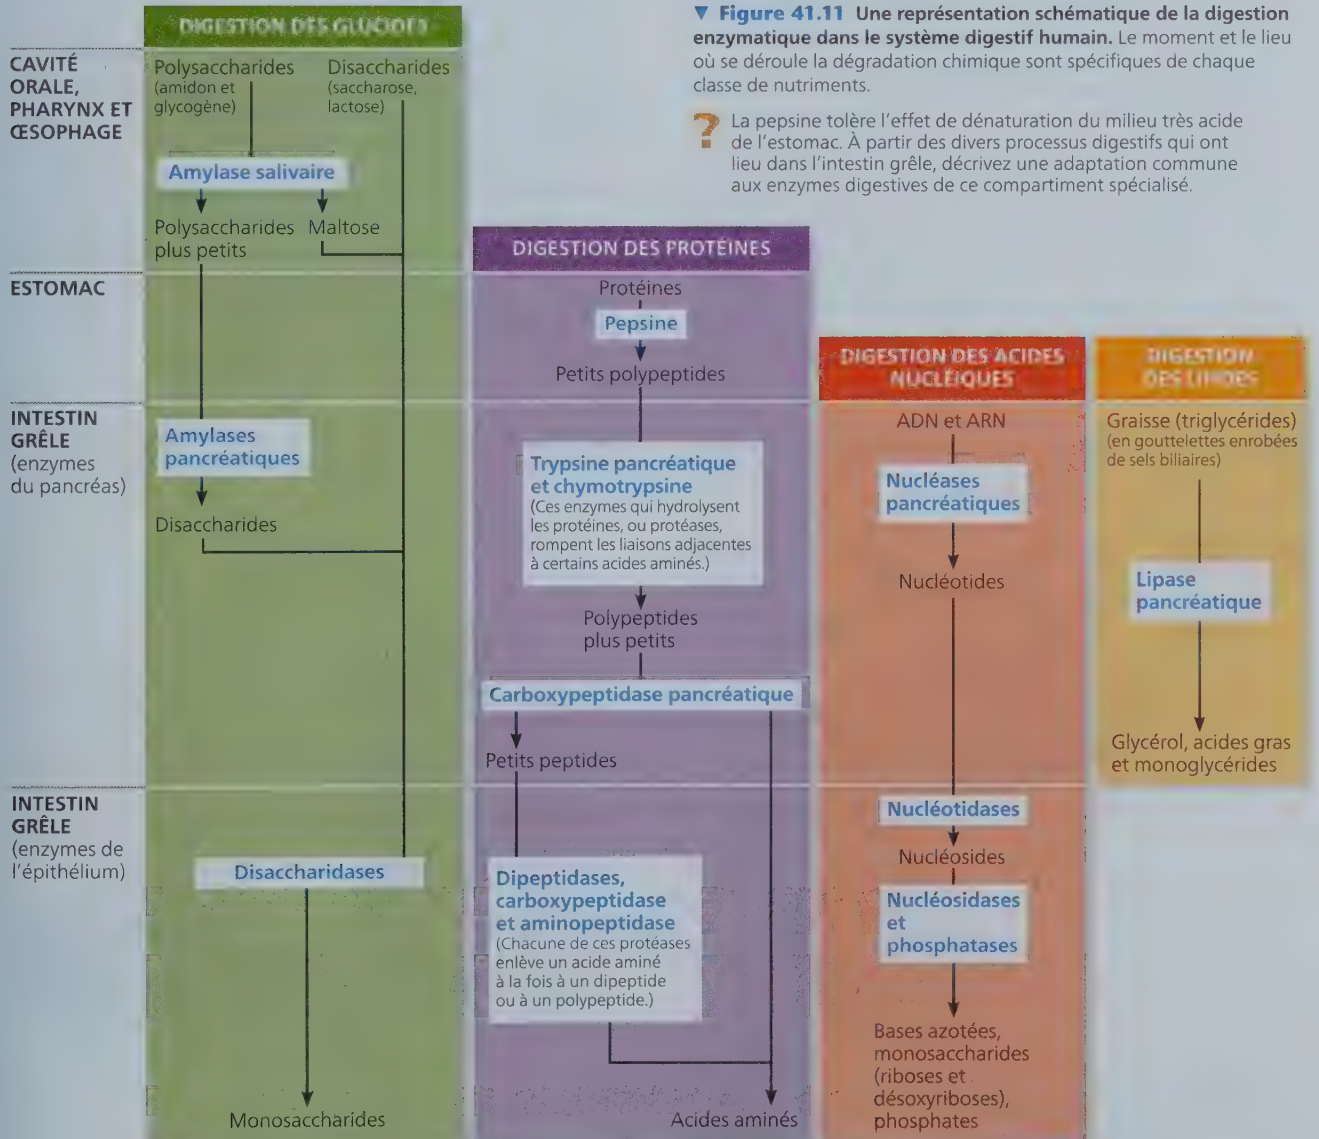 ▼ Figure 41.11 Une représentation schématique de la digestion
enzymatique dans le système digestif humain. Le moment et le lieu
où se déroule la dégradation chimique sont spécifiques de chaque
classe de nutriments.
? La pepsine tolère l'effet de dénaturation du milieu très acide
de l'estomac. À partir des divers processus digestifs qui ont
lieu dans l'intestin grêle, décrivez une adaptation commune
aux enzymes digestives de ce compartiment spécialisé.
DIGESTION DES GLUCIDES
CAVITÉ
ORALE,
PHARYNX ET
ŒSOPHAGE
Polysaccharides
(amidon et
glycogène)
Disaccharides
(saccharose,
lactose)
Amylase salivaire
Polysaccharides
plus petits
Maltose
DIGESTION DES PROTÉINES
ESTOMAC
Protéines
Pepsine
Petits polypeptides
DIGESTION DES ACIDES
NUCLÉIQUES
DIGESTION
DES LIPIDES
INTESTIN
GRÊLE
(enzymes
du pancréas)
Amylases
pancréatiques
Disaccharides
Trypsine pancréatique
et chymotrypsine
(Ces enzymes qui hydrolysent
les protéines, ou protéases,
rompent les liaisons adjacentes
à certains acides aminés.)
Polypeptides
plus petits
Carboxypeptidase pancréatique
Petits peptides
ADN et ARN
Nucléases
pancréatiques
Nucléotides
Graisse (triglycérides)
(en gouttelettes enrobées
de sels biliaires)
Lipase
pancréatique
Glycérol, acides gras
et monoglycérides
INTESTIN
GRÊLE
(enzymes de
l'épithélium)
Disaccharidases
Monosaccharides
Dipeptidases,
carboxypeptidase
et aminopeptidase
(Chacune de ces protéases
enlève un acide aminé
à la fois à un dipeptide
ou à un polypeptide.)
Acides aminés
Nucléotidases
Nucléosides
Nucléosidases
et
phosphatases
Bases azotées,
monosaccharides
(riboses et
désoxyriboses),
phosphates